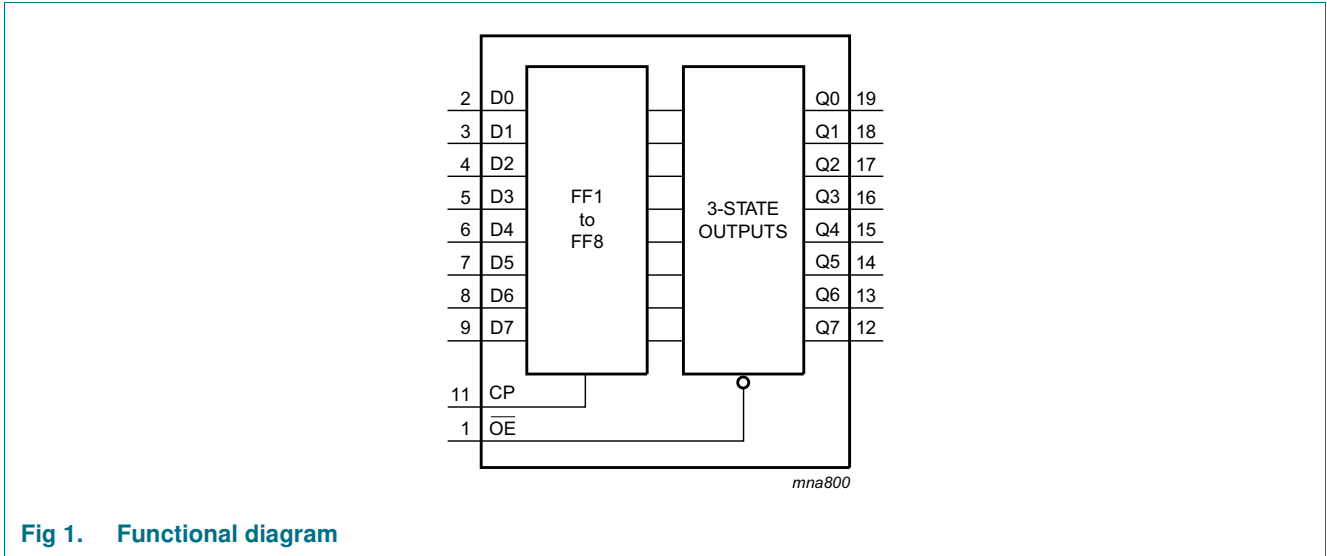 2 D0 Q0 19
3 D1 Q1 18
4 D2 Q2 17
5 D3 Q3 16
6 D4 Q4 15
7 D5 Q5 14
8 D6 Q6 13
9 D7 Q7 12
FF1
to
FF8
3-STATE
OUTPUTS
11 CP
1 O̅E̅
mna800
Fig 1. Functional diagram